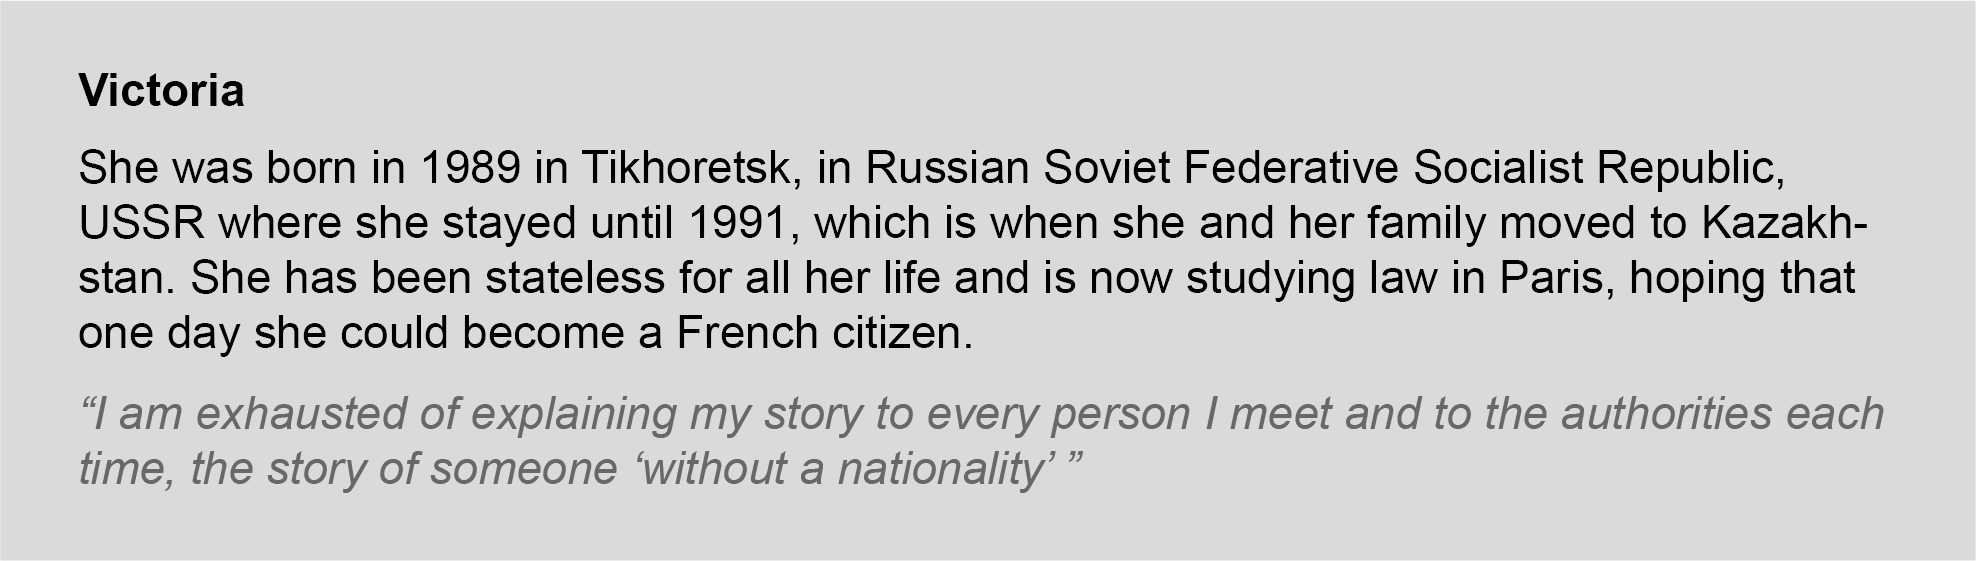 Victoria
She was born in 1989 in Tikhoretsk, in Russian Soviet Federative Socialist Republic,
USSR where she stayed until 1991, which is when she and her family moved to Kazakh-
stan. She has been stateless for all her life and is now studying law in Paris, hoping that
one day she could become a French citizen.
“I am exhausted of explaining my story to every person I meet and to the authorities each
time, the story of someone ‘without a nationality’ ”